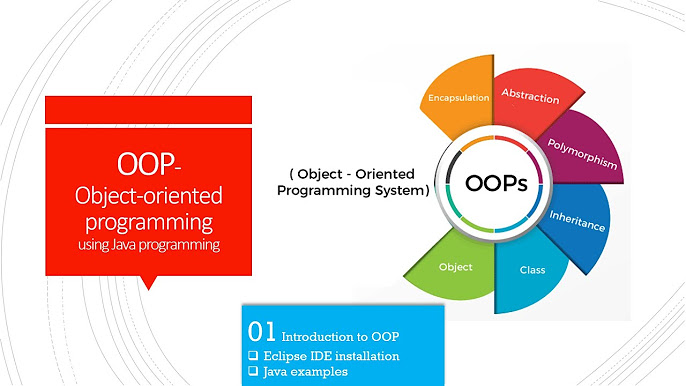 OOP-
Object-oriented
programming
using Java programming
( Object - Oriented
Programming System)
OOPs
Encapsulation
Abstraction
Polymorphism
Inheritance
Class
Object
01 Introduction to OOP
❑ Eclipse IDE installation
❑ Java examples